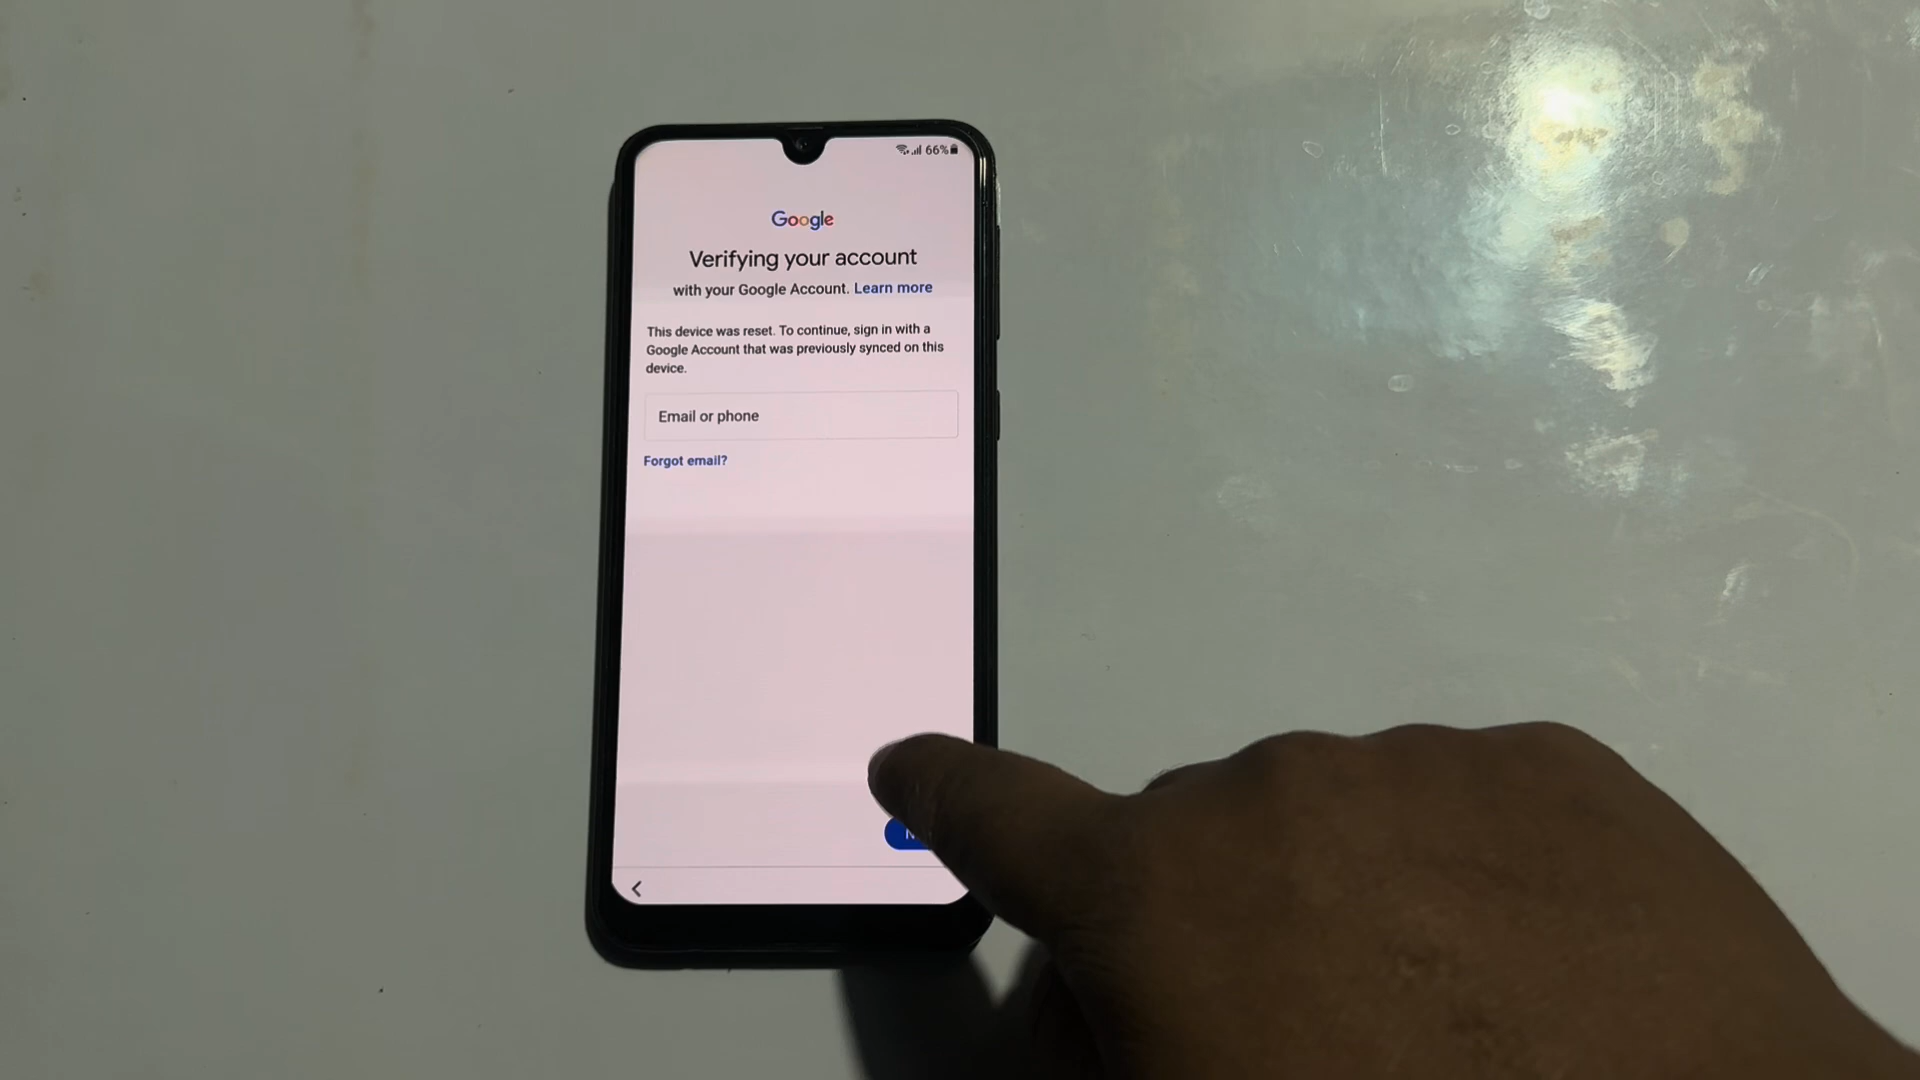 66%
Google
Verifying your account
with your Google Account. Learn more
This device was reset. To continue, sign in with a
Google Account that was previously synced on this
device.
Email or phone
Forgot email?